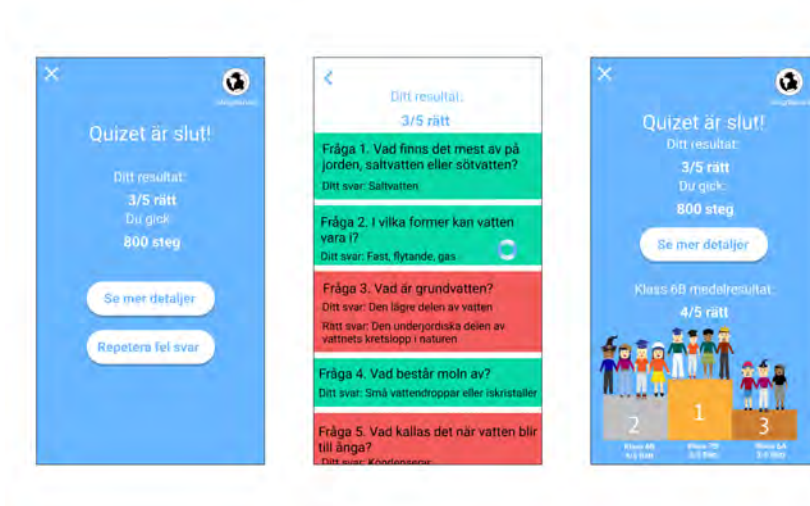 Quizet är slut!
Ditt resultat:
3/5 rätt
Du gick:
800 steg
Se mer detaljer
Repetera fel svar
Ditt resultat:
3/5 rätt
Fråga 1. Vad finns det mest av på
jorden, saltvatten eller sötvatten?
Ditt svar: Saltvatten
Fråga 2. I vilka former kan vatten
vara i?
Ditt svar: Fast, flytande, gas
Fråga 3. Vad är grundvatten?
Ditt svar: Den lägre delen av vatten
Rätt svar: Den underjordiska delen av
vattnets kretslopp i naturen
Fråga 4. Vad består moln av?
Ditt svar: Små vattendroppar eller iskristaller
Fråga 5. Vad kallas det när vatten blir
till ånga?
Ditt svar: Kondenserar
Quizet är slut!
Ditt resultat:
3/5 rätt
Du gick:
800 steg
Se mer detaljer
Klass 6B medelresultat:
4/5 rätt
2
1
3